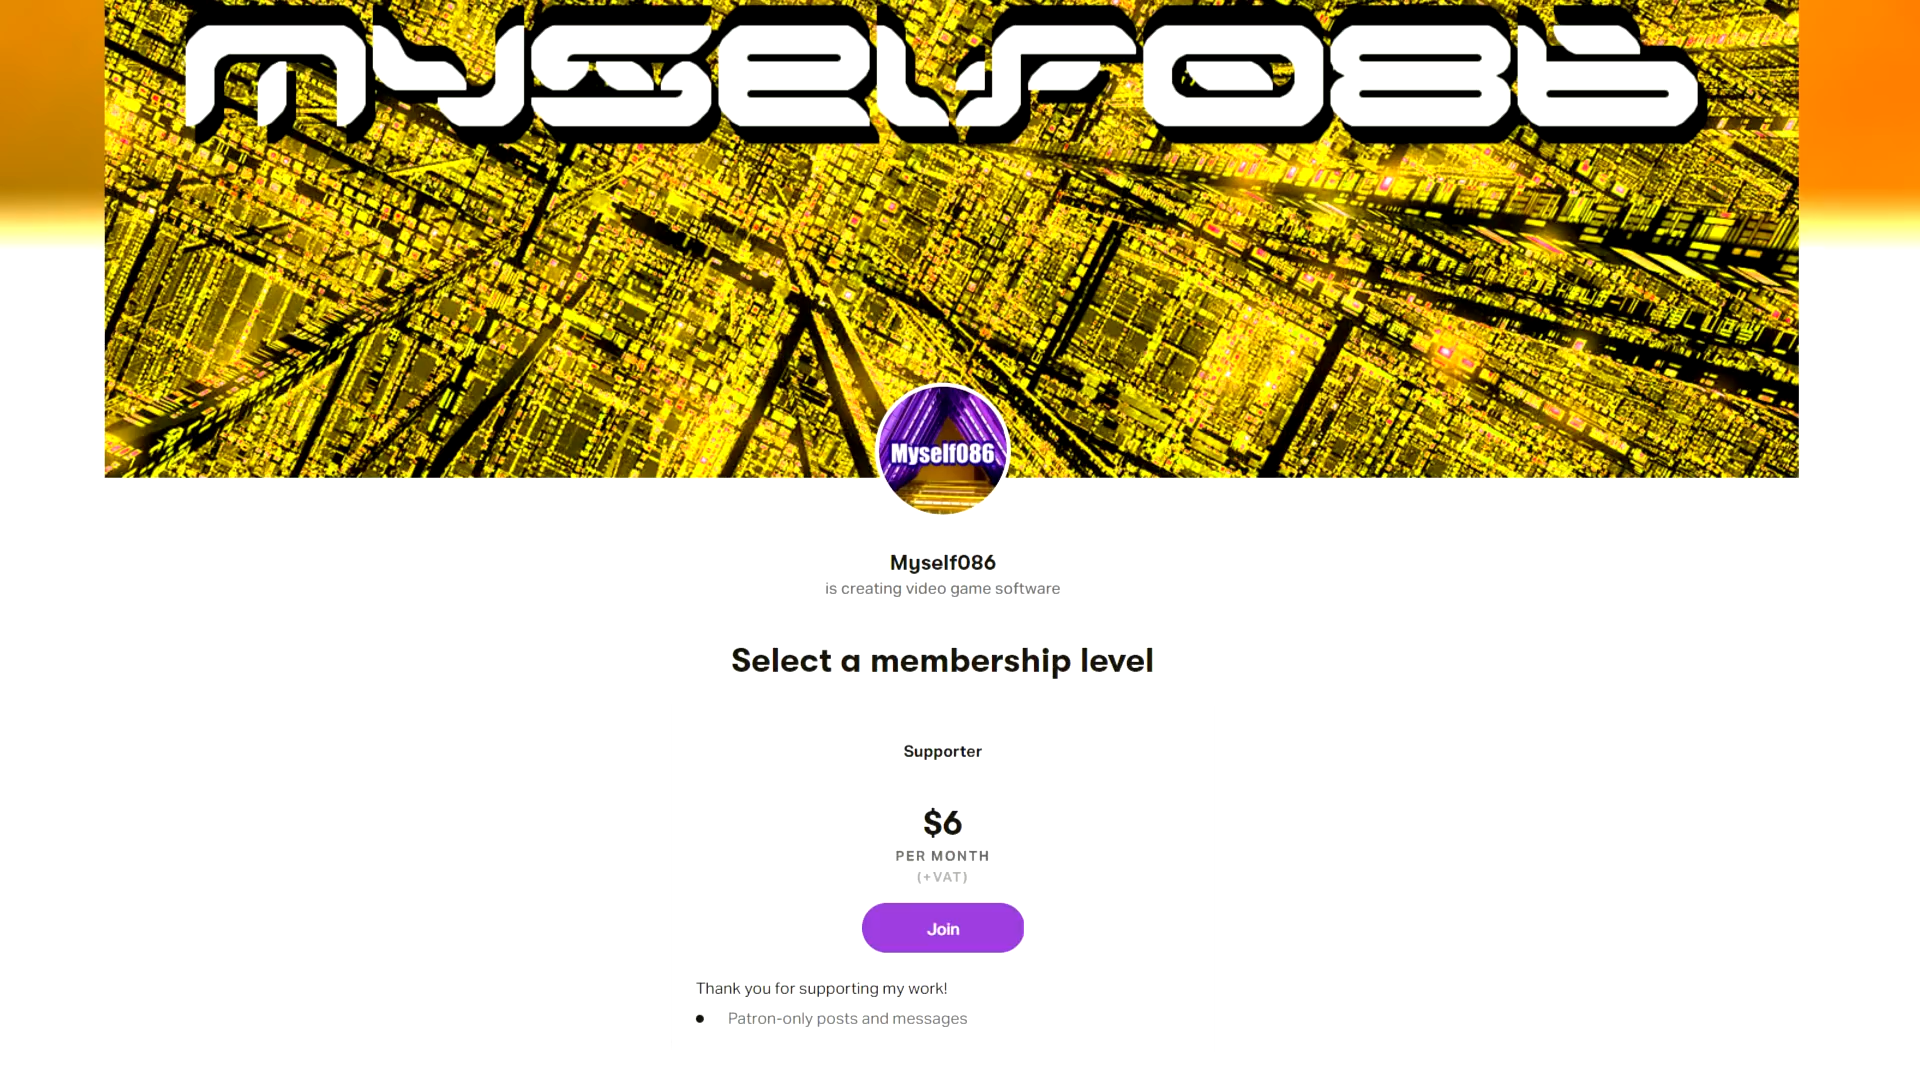 myself086
Myself086
Myself086
is creating video game software
Select a membership level
Supporter
$6
PER MONTH
(+VAT)
Join
Thank you for supporting my work!
● Patron-only posts and messages